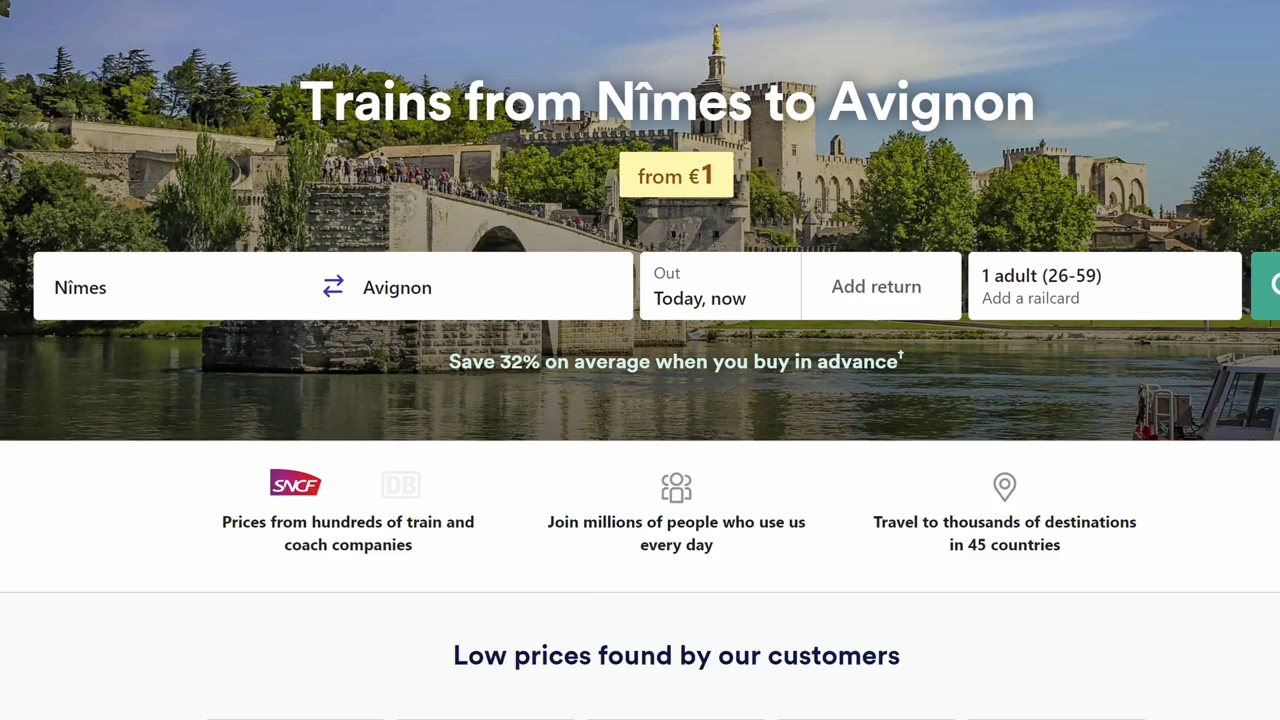 Trains from Nîmes to Avignon
from €1
Nîmes
Avignon
Out
Today, now
Add return
1 adult (26-59)
Add a railcard
Save 32% on average when you buy in advance†
SNCF
DB
Prices from hundreds of train and
coach companies
Join millions of people who use us
every day
Travel to thousands of destinations
in 45 countries
Low prices found by our customers